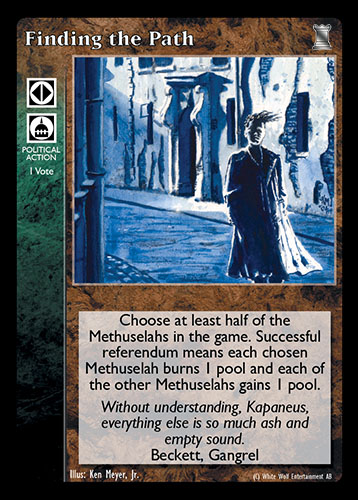 Finding the Path
POLITICAL
ACTION
1 Vote
Choose at least half of the
Methuselahs in the game. Successful
referendum means each chosen
Methuselah burns 1 pool and each of
the other Methuselahs gains 1 pool.
Without understanding, Kapaneus,
everything else is so much ash and
empty sound.
Beckett, Gangrel
Illus: Ken Meyer, Jr.
(C) White Wolf Entertainment AB